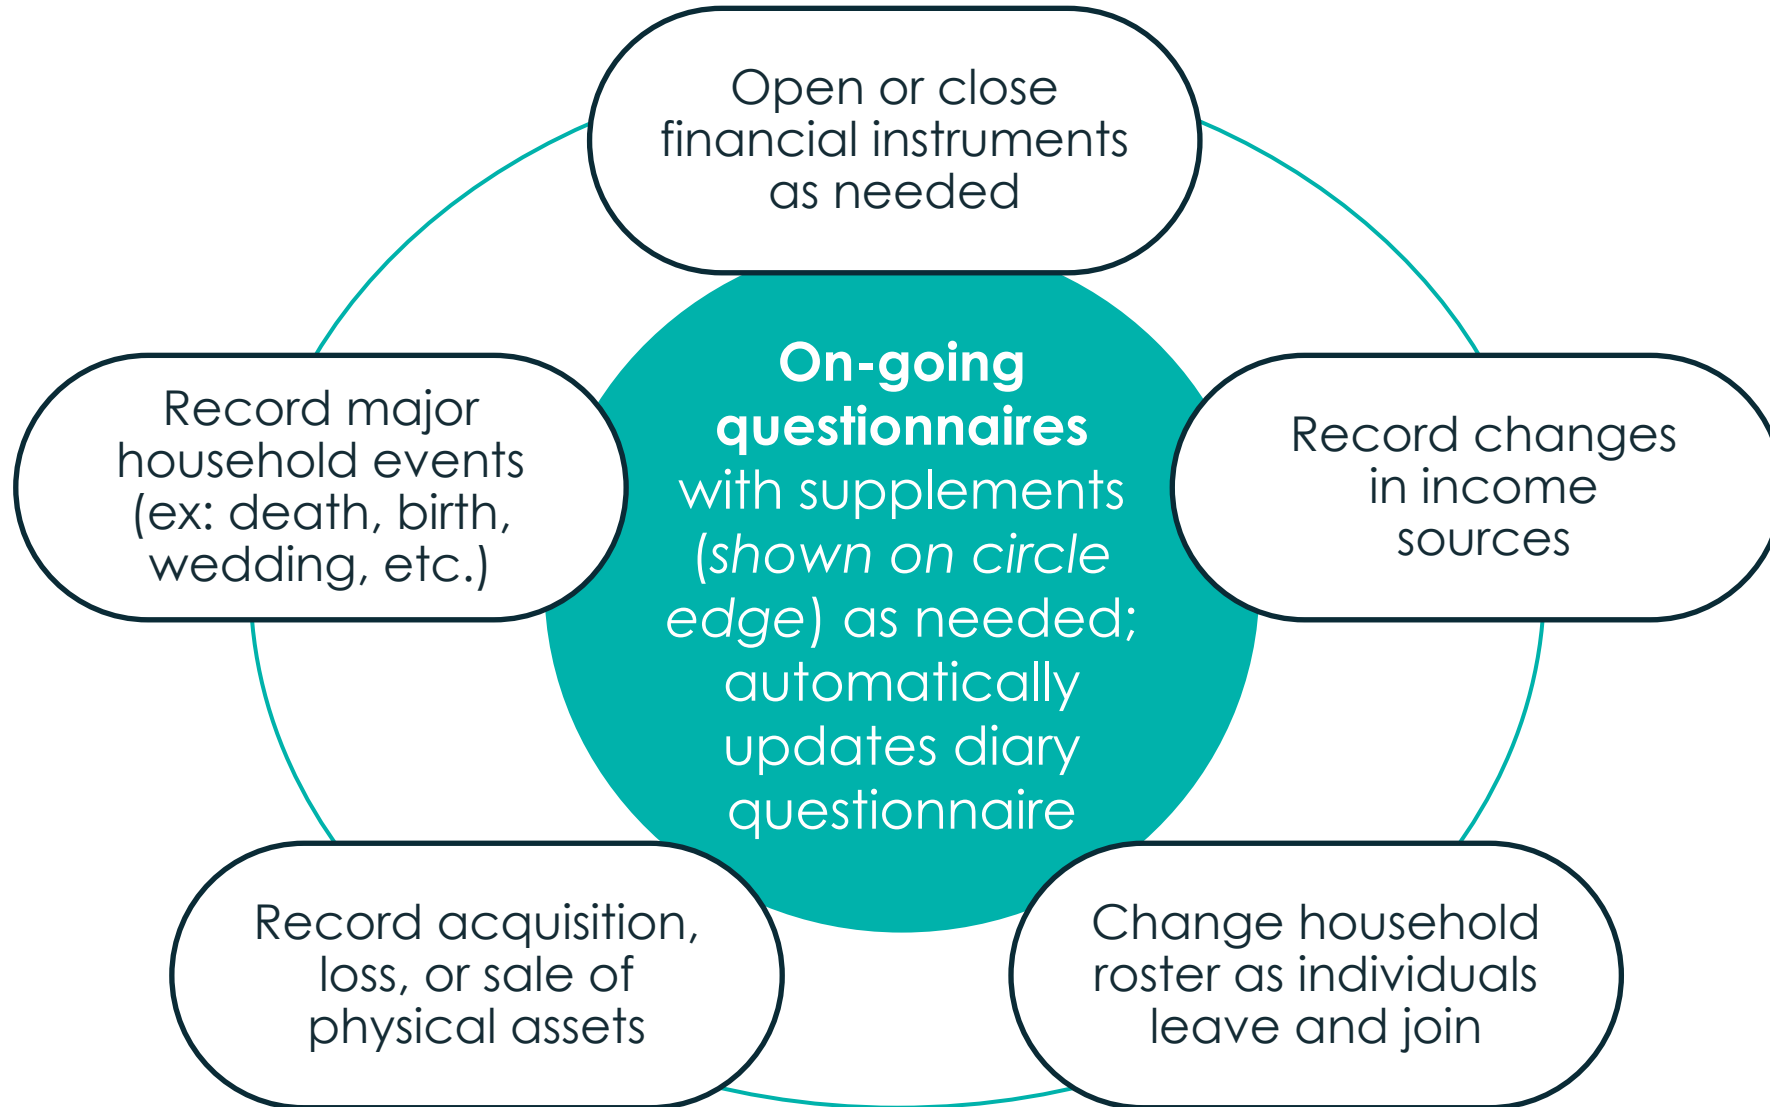 Open or close
financial instruments
as needed
On-going
questionnaires
with supplements
(shown on circle
edge) as needed;
automatically
updates diary
questionnaire
Record major
household events
(ex: death, birth,
wedding, etc.)
Record changes
in income
sources
Record acquisition,
loss, or sale of
physical assets
Change household
roster as individuals
leave and join